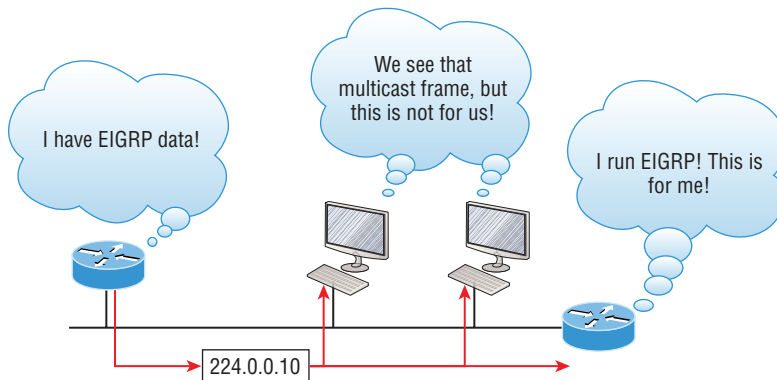 I have EIGRP data!
We see that
multicast frame, but
this is not for us!
I run EIGRP! This is
for me!
224.0.0.10